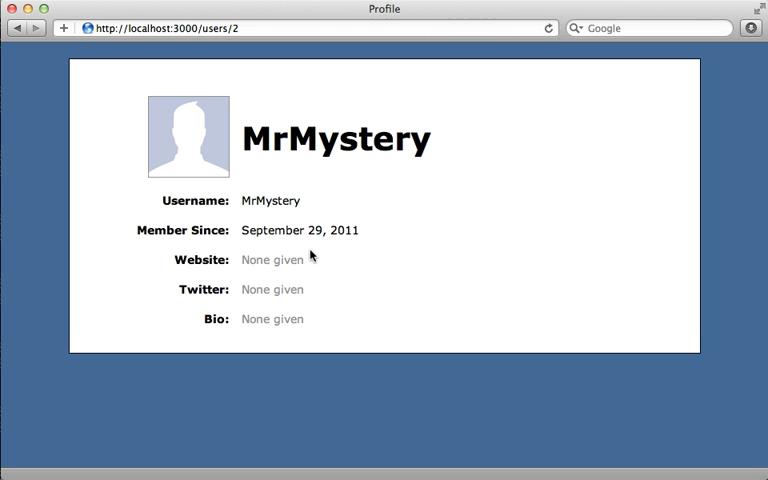 Profile
http://localhost:3000/users/2
Google
MrMystery
Username: MrMystery
Member Since: September 29, 2011
Website: None given
Twitter: None given
Bio: None given